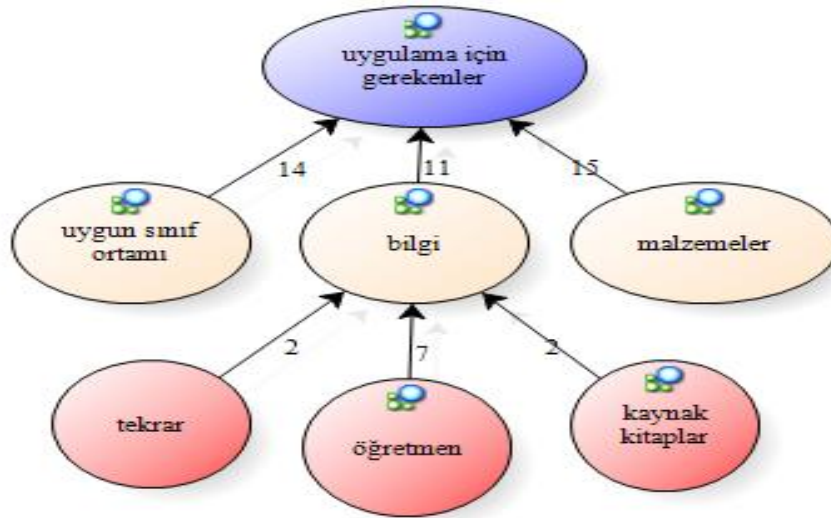 uygulama için
gerekenler
14
11
15
uygun sınıf
ortamı
bilgi
malzemeler
2
7
2
tekrar
öğretmen
kaynak
kitaplar